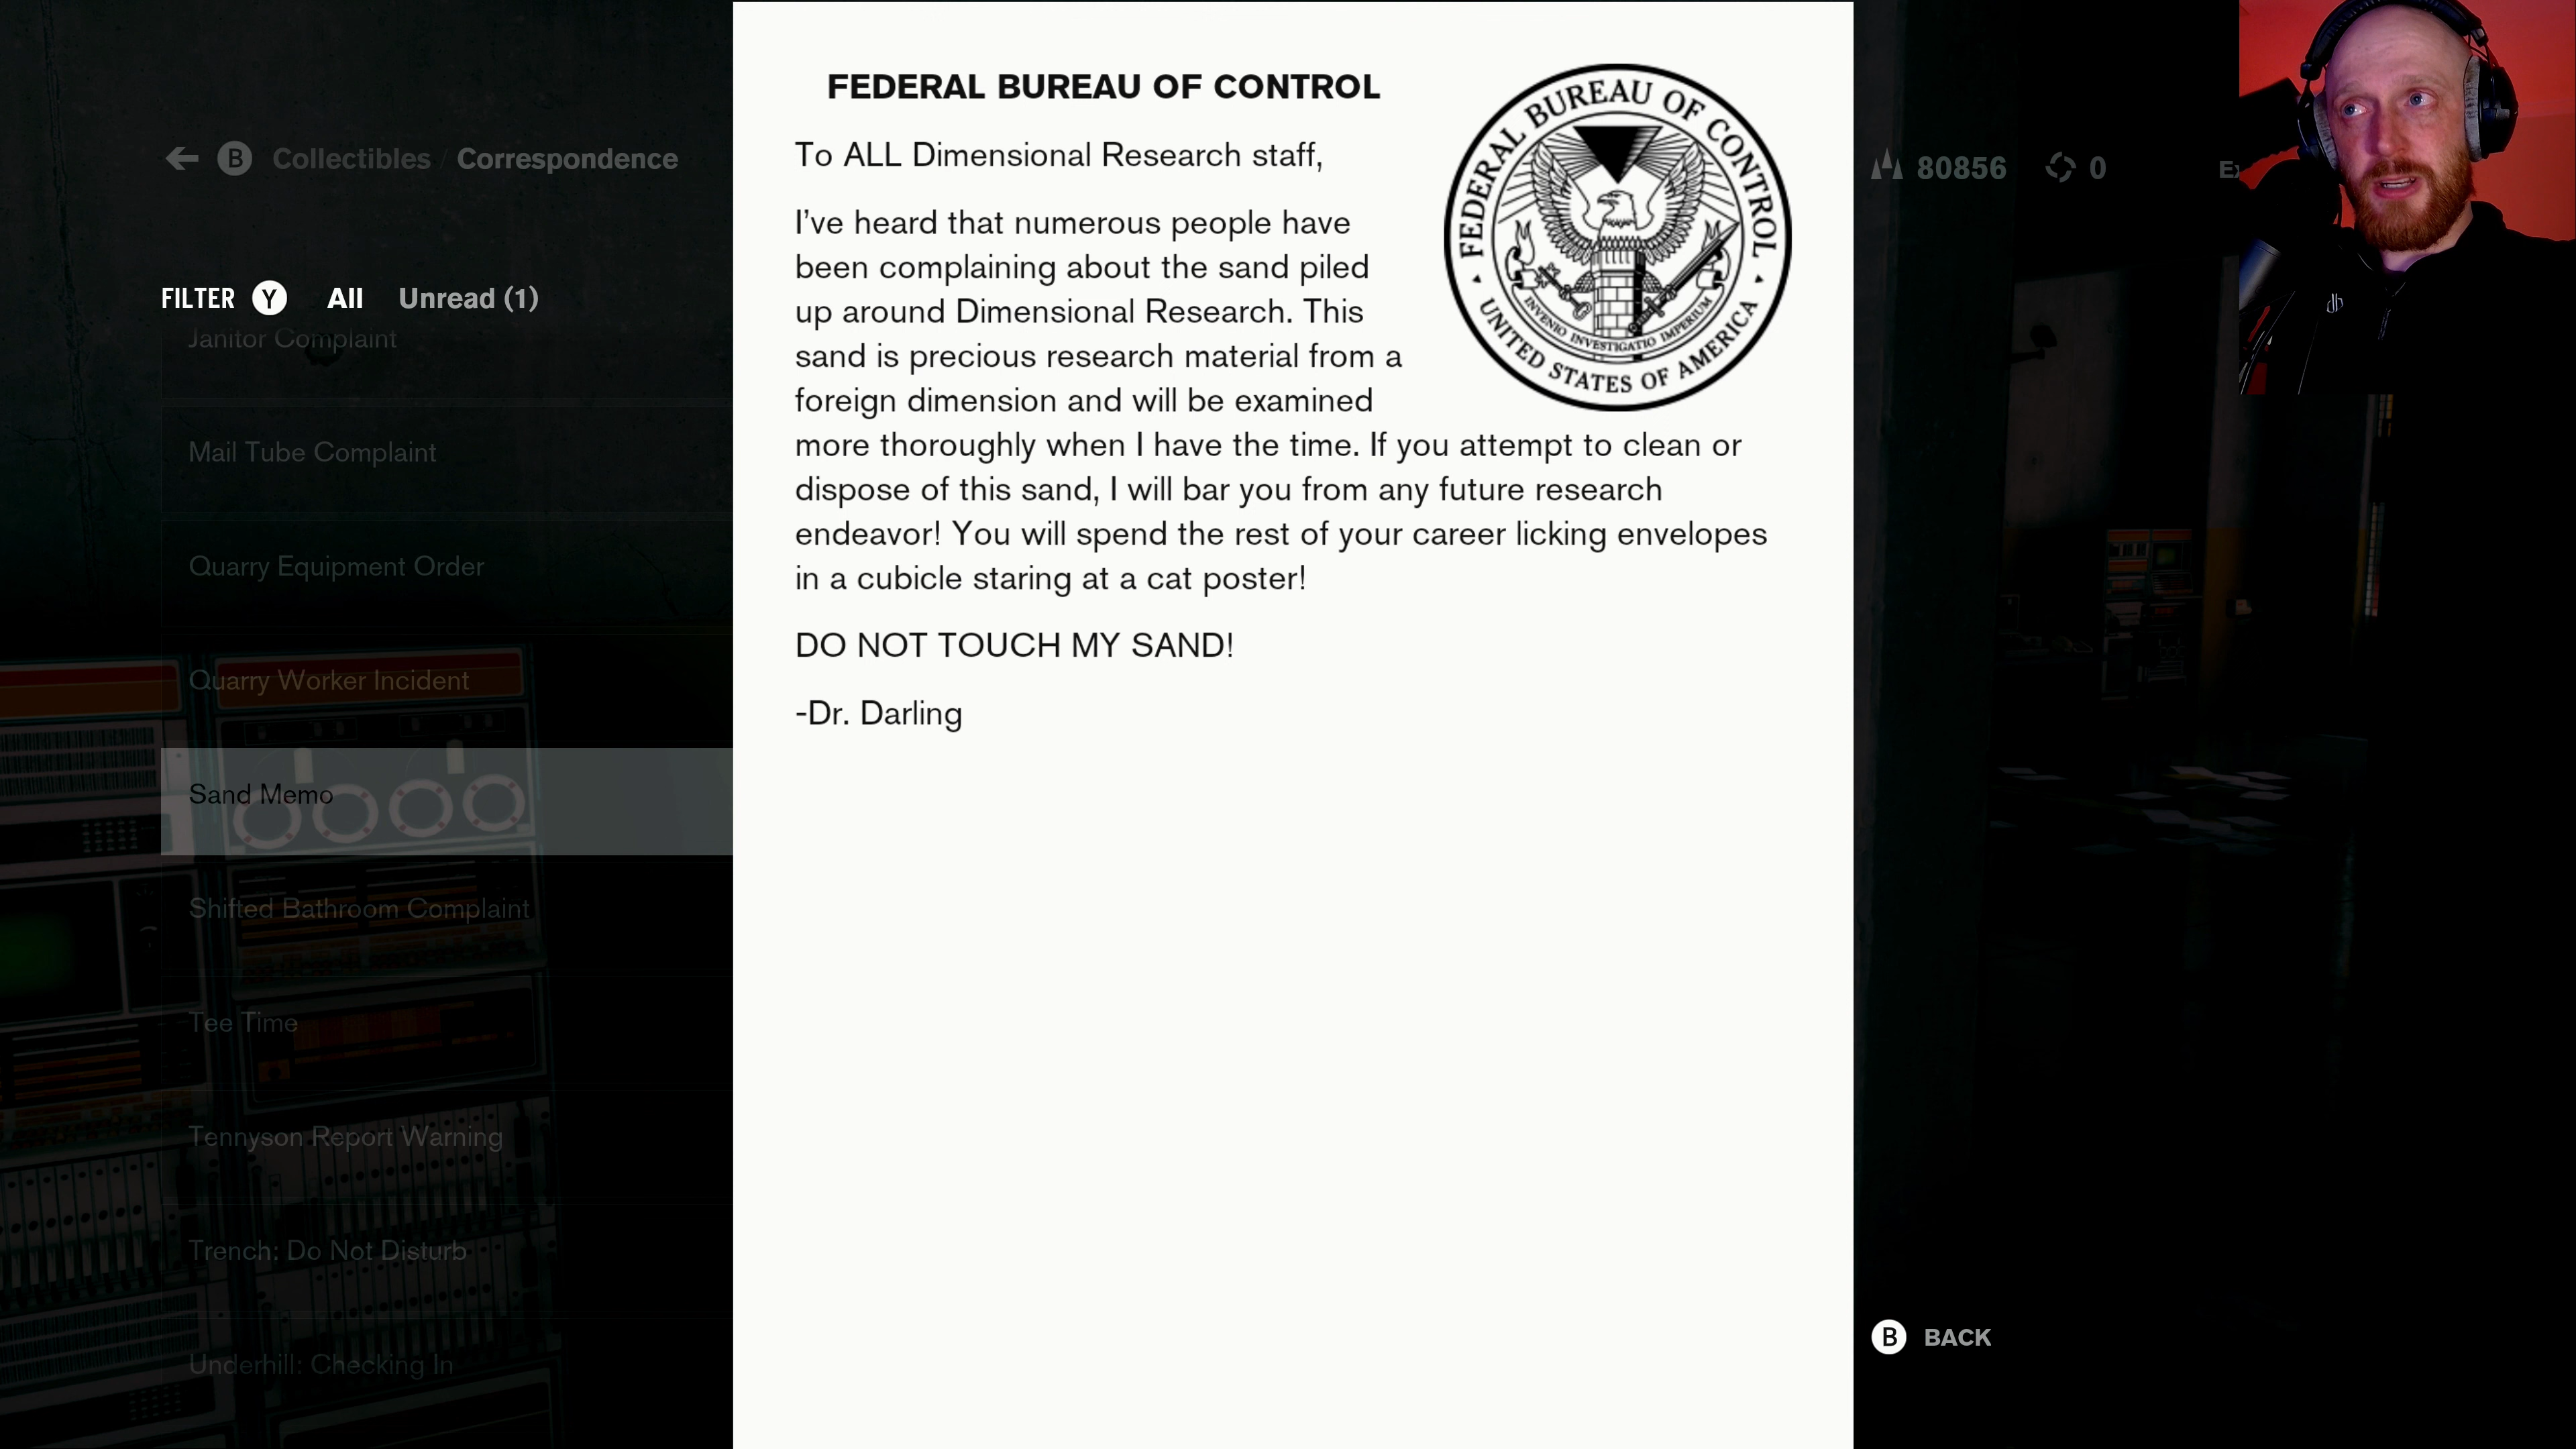 B Collectibles / Correspondence
FILTER Y All Unread (1)
Janitor Complaint
Mail Tube Complaint
Quarry Equipment Order
Quarry Worker Incident
Sand Memo
Shifted Bathroom Complaint
Tee Time
Tennyson Report Warning
Trench: Do Not Disturb
Underhill: Checking In
FEDERAL BUREAU OF CONTROL
To ALL Dimensional Research staff,
I've heard that numerous people have
been complaining about the sand piled
up around Dimensional Research. This
sand is precious research material from a
foreign dimension and will be examined
more thoroughly when I have the time. If you attempt to clean or
dispose of this sand, I will bar you from any future research
endeavor! You will spend the rest of your career licking envelopes
in a cubicle staring at a cat poster!
DO NOT TOUCH MY SAND!
-Dr. Darling
FEDERAL BUREAU OF CONTROL
INVENIO INVESTIGATIO IMPERIUM
UNITED STATES OF AMERICA
80856 0
B BACK